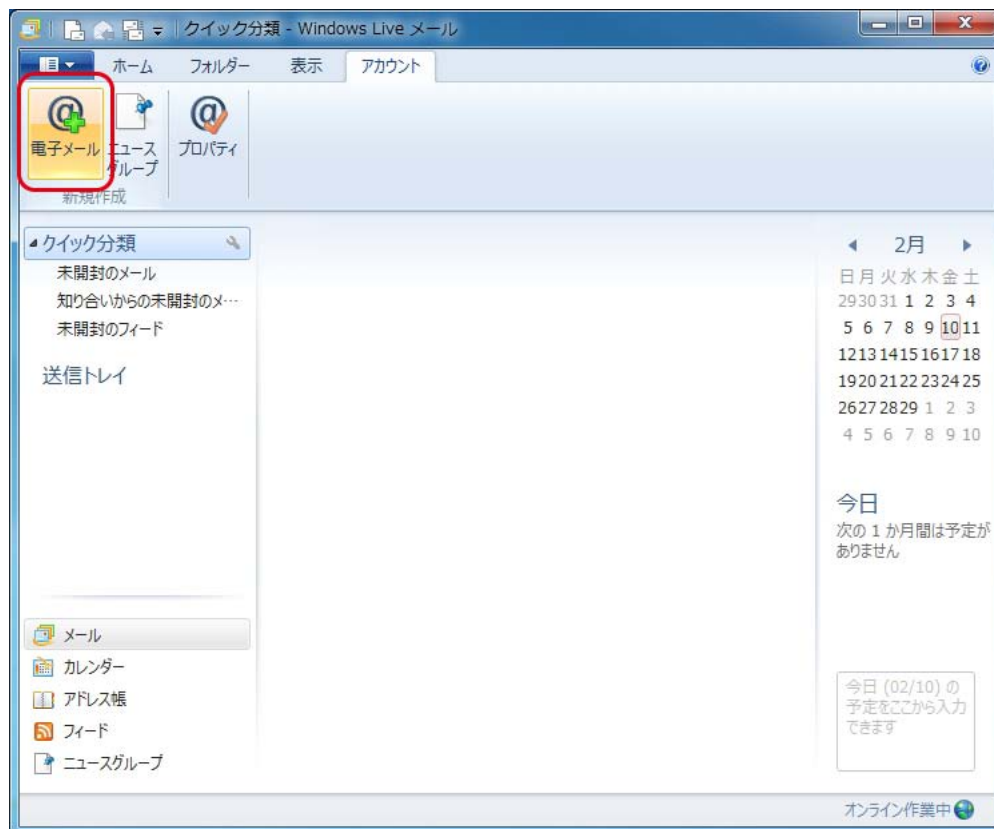 クイック分類 - Windows Live メール
ホーム フォルダー 表示 アカウント
電子メール
ニュース
グループ
プロパティ
新規作成
クイック分類
未開封のメール
知り合いからの未開封のメ…
未開封のフィード
送信トレイ
メール
カレンダー
アドレス帳
フィード
ニュースグループ
2月
日 月 火 水 木 金 土
29 30 31 1 2 3 4
5 6 7 8 9 10 11
12 13 14 15 16 17 18
19 20 21 22 23 24 25
26 27 28 29 1 2 3
4 5 6 7 8 9 10
今日
次の 1 か月間は予定が
ありません
今日 (02/10) の
予定をここから入力
できます
オンライン作業中